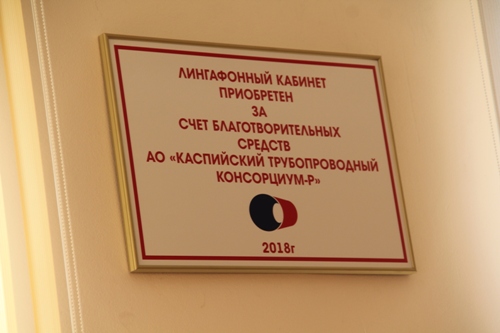 ЛИНГАФОННЫЙ КАБИНЕТ
ПРИОБРЕТЕН
ЗА
СЧЕТ БЛАГОТВОРИТЕЛЬНЫХ
СРЕДСТВ
АО «КАСПИЙСКИЙ ТРУБОПРОВОДНЫЙ
КОНСОРЦИУМ-Р»
2018г